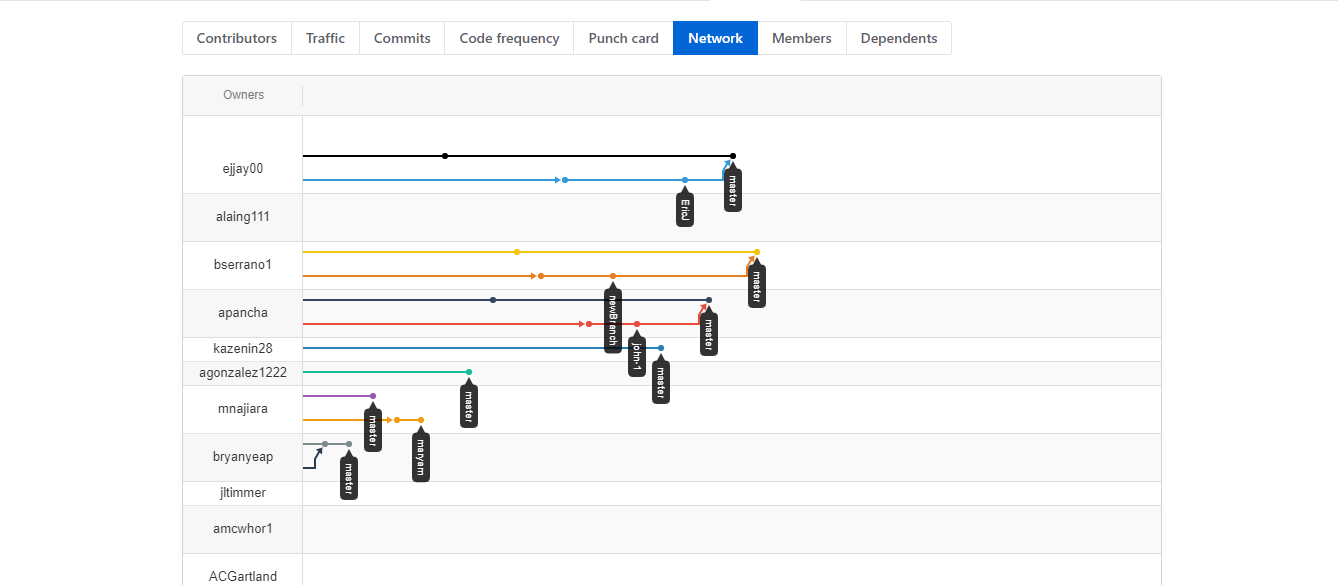 Contributors Traffic Commits Code frequency Punch card Network Members Dependents
Owners
ejjay00
master
EricJ
alaing111
bserrano1
master
newBranch
apancha
master
john-1
kazenin28
master
agonzalez1222
master
mnajiara
master
maryam
bryanyeap
master
jltimmer
amcwhor1
ACGartland